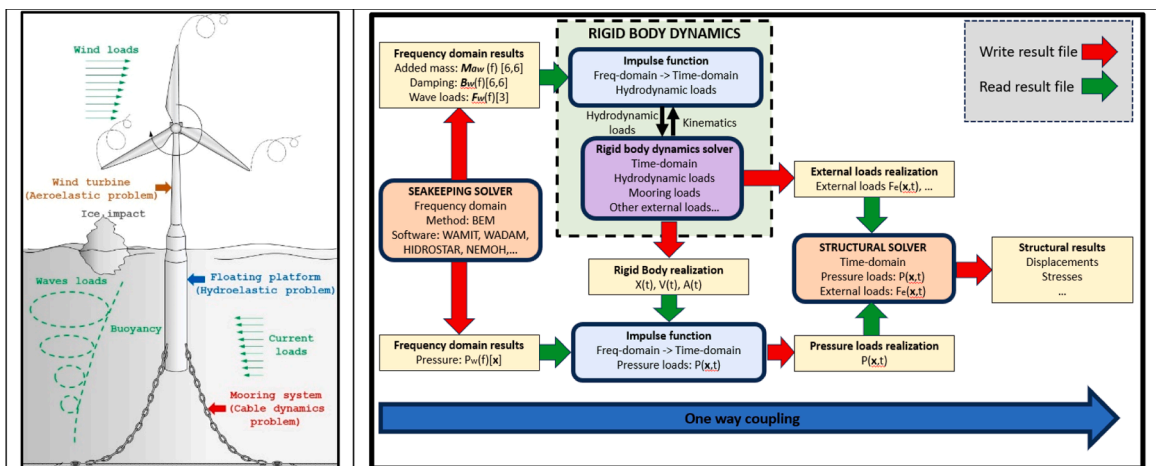 Wind loads
Wind turbine
(Aeroelastic problem)
Ice impact
Floating platform
(Hydroelastic problem)
Waves loads
Buoyancy
Current
loads
Mooring system
(Cable dynamics
problem)
Frequency domain results
Added mass: Maw (f) [6,6]
Damping: Bw(f)[6,6]
Wave loads: Fw(f)[3]
RIGID BODY DYNAMICS
Impulse function
Freq-domain -> Time-domain
Hydrodynamic loads
Hydrodynamic
loads
Kinematics
Rigid body dynamics solver
Time-domain
Hydrodynamic loads
Mooring loads
Other external loads...
Write result file
Read result file
SEAKEEPING SOLVER
Frequency domain
Method: BEM
Software: WAMIT, WADAM,
HIDROSTAR, NEMOH,...
External loads realization
External loads Fe(x,t), ...
STRUCTURAL SOLVER
Time-domain
Pressure loads: P(x,t)
External loads: Fe(x,t)
Structural results
Displacements
Stresses
...
Rigid Body realization
X(t), V(t), A(t)
Frequency domain results
Pressure: Pw(f)[x]
Impulse function
Freq-domain -> Time-domain
Pressure loads: P(x,t)
Pressure loads realization
P(x,t)
One way coupling